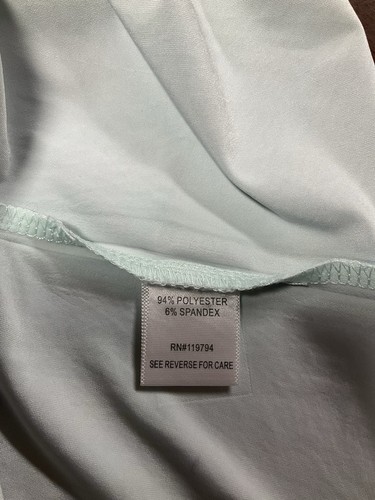 94% POLYESTER
6% SPANDEX
RN#119794
SEE REVERSE FOR CARE